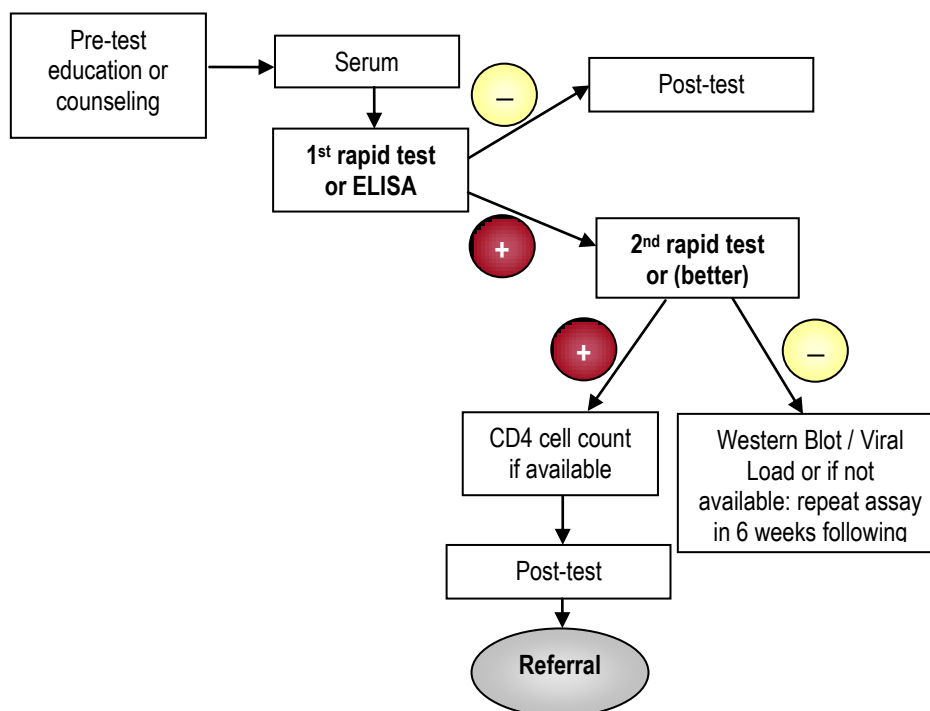 Pre-test
education or
counseling
Serum
−
Post-test
1st rapid test
or ELISA
+
2nd rapid test
or (better)
+
−
CD4 cell count
if available
Western Blot / Viral
Load or if not
available: repeat assay
in 6 weeks following
Post-test
Referral